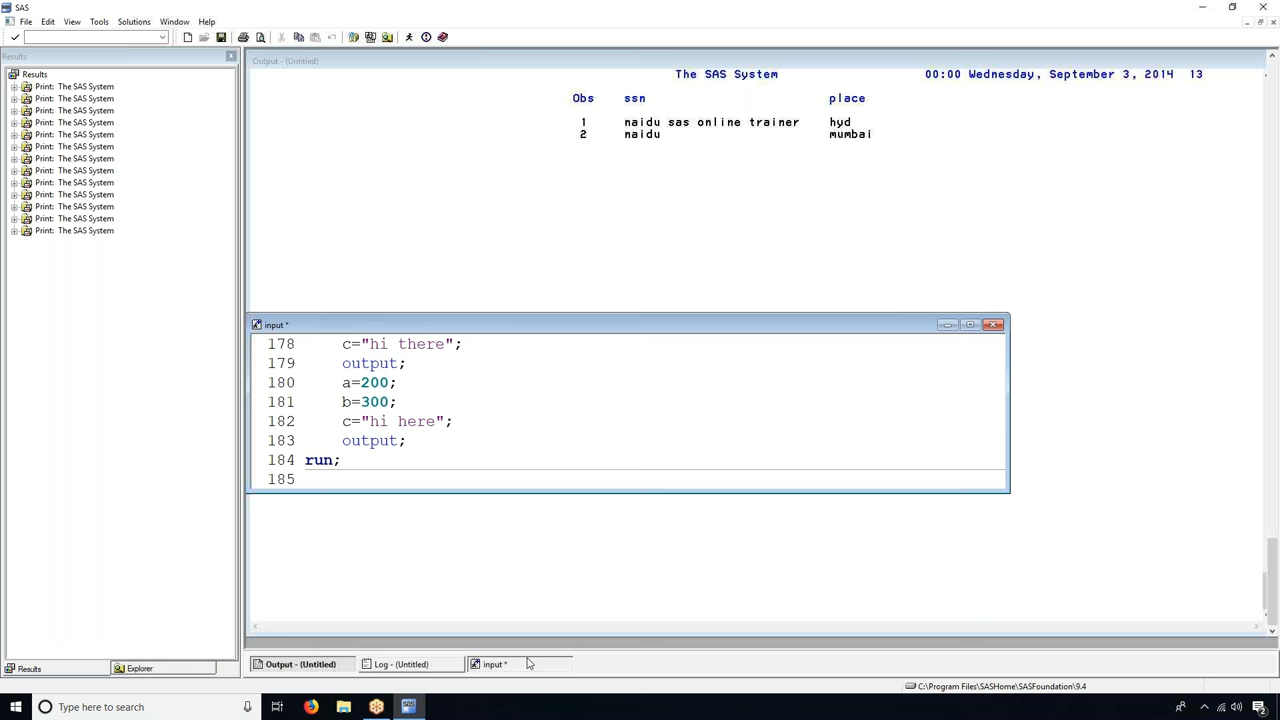 SAS
File Edit View Tools Solutions Window Help
Results
Results
Print: The SAS System
Print: The SAS System
Print: The SAS System
Print: The SAS System
Print: The SAS System
Print: The SAS System
Print: The SAS System
Print: The SAS System
Print: The SAS System
Print: The SAS System
Print: The SAS System
Print: The SAS System
Print: The SAS System
Output - (Untitled)
The SAS System 00:00 Wednesday, September 3, 2014 13
Obs ssn place
1 naidu sas online trainer hyd
2 naidu mumbai
input *
178 c="hi there";
179 output;
180 a=200;
181 b=300;
182 c="hi here";
183 output;
184 run;
185
Results Explorer
Output - (Untitled) Log - (Untitled) input *
C:\Program Files\SASHome\SASFoundation\9.4
Type here to search
SAS
2